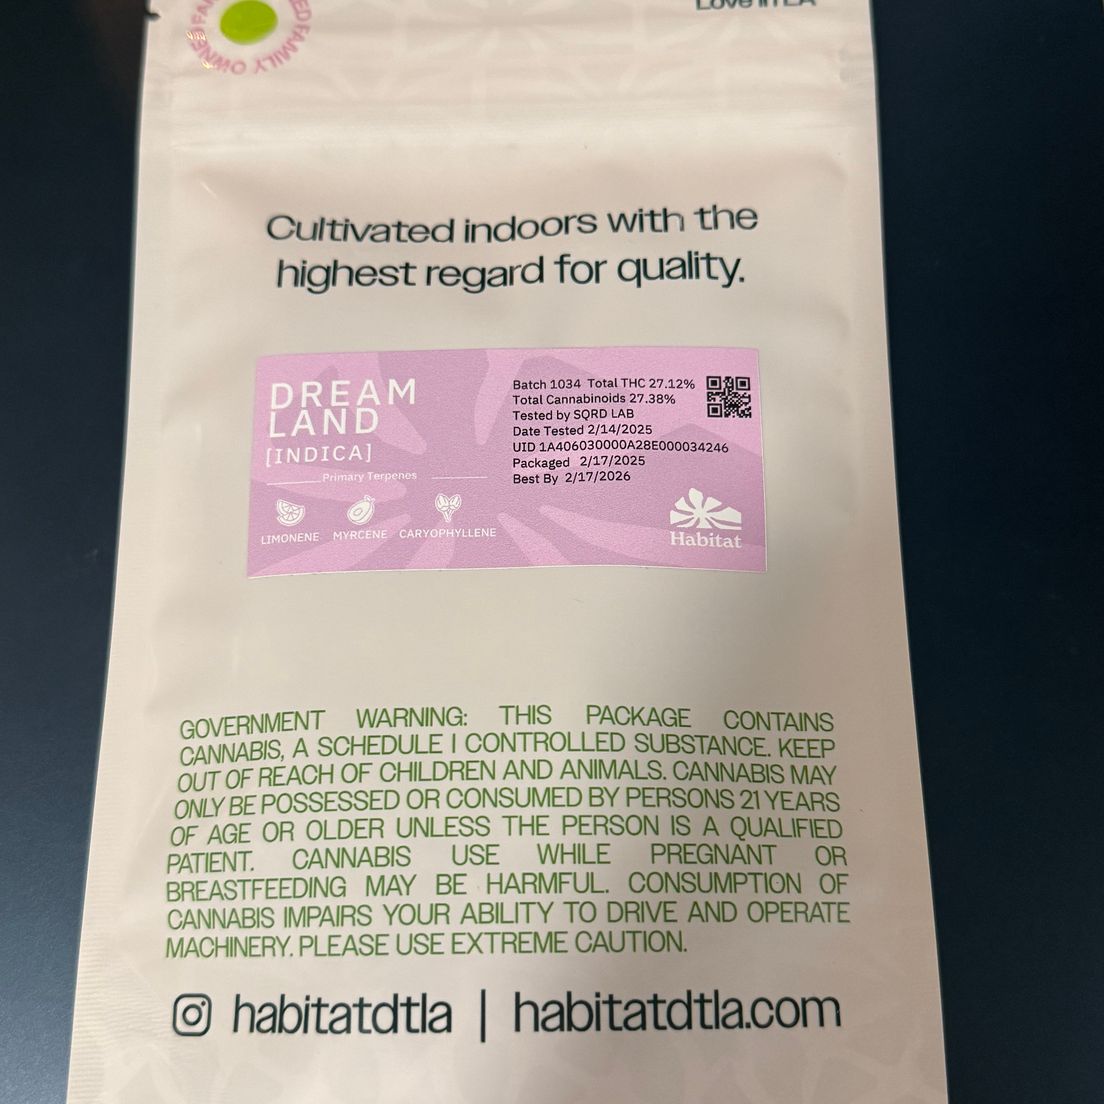 FAMILY OWNED
Love in LA
Cultivated indoors with the
highest regard for quality.
DREAM
LAND
[INDICA]
Primary Terpenes
LIMONENE MYRCENE CARYOPHYLLENE
Batch 1034 Total THC 27.12%
Total Cannabinoids 27.38%
Tested by SQRD LAB
Date Tested 2/14/2025
UID 1A406030000A28E000034246
Packaged 2/17/2025
Best By 2/17/2026
Habitat
GOVERNMENT WARNING: THIS PACKAGE CONTAINS
CANNABIS, A SCHEDULE I CONTROLLED SUBSTANCE. KEEP
OUT OF REACH OF CHILDREN AND ANIMALS. CANNABIS MAY
ONLY BE POSSESSED OR CONSUMED BY PERSONS 21 YEARS
OF AGE OR OLDER UNLESS THE PERSON IS A QUALIFIED
PATIENT. CANNABIS USE WHILE PREGNANT OR
BREASTFEEDING MAY BE HARMFUL. CONSUMPTION OF
CANNABIS IMPAIRS YOUR ABILITY TO DRIVE AND OPERATE
MACHINERY. PLEASE USE EXTREME CAUTION.
habitatdtla | habitatdtla.com